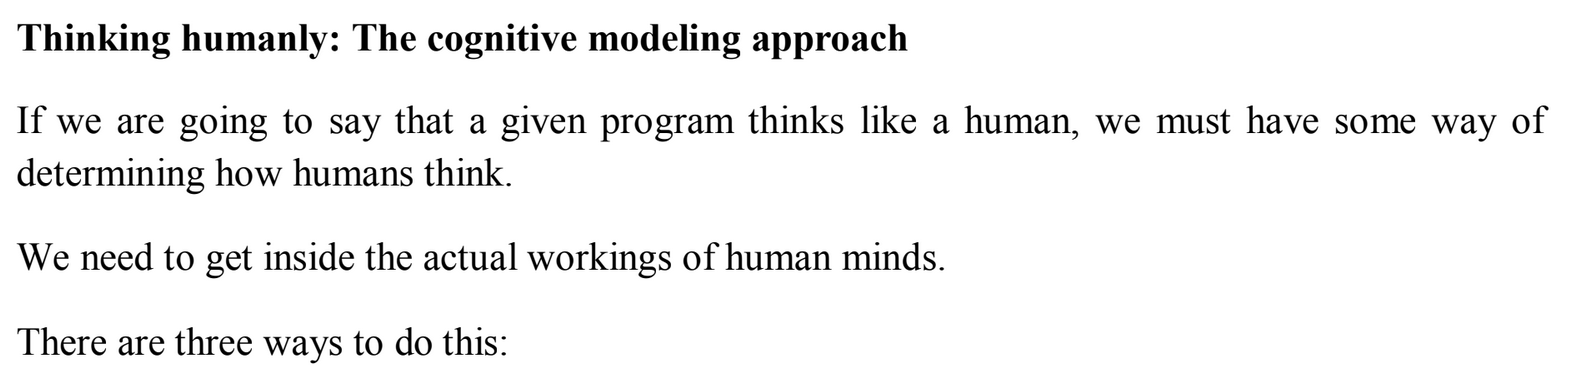 Thinking humanly: The cognitive modeling approach
If we are going to say that a given program thinks like a human, we must have some way of
determining how humans think.
We need to get inside the actual workings of human minds.
There are three ways to do this: